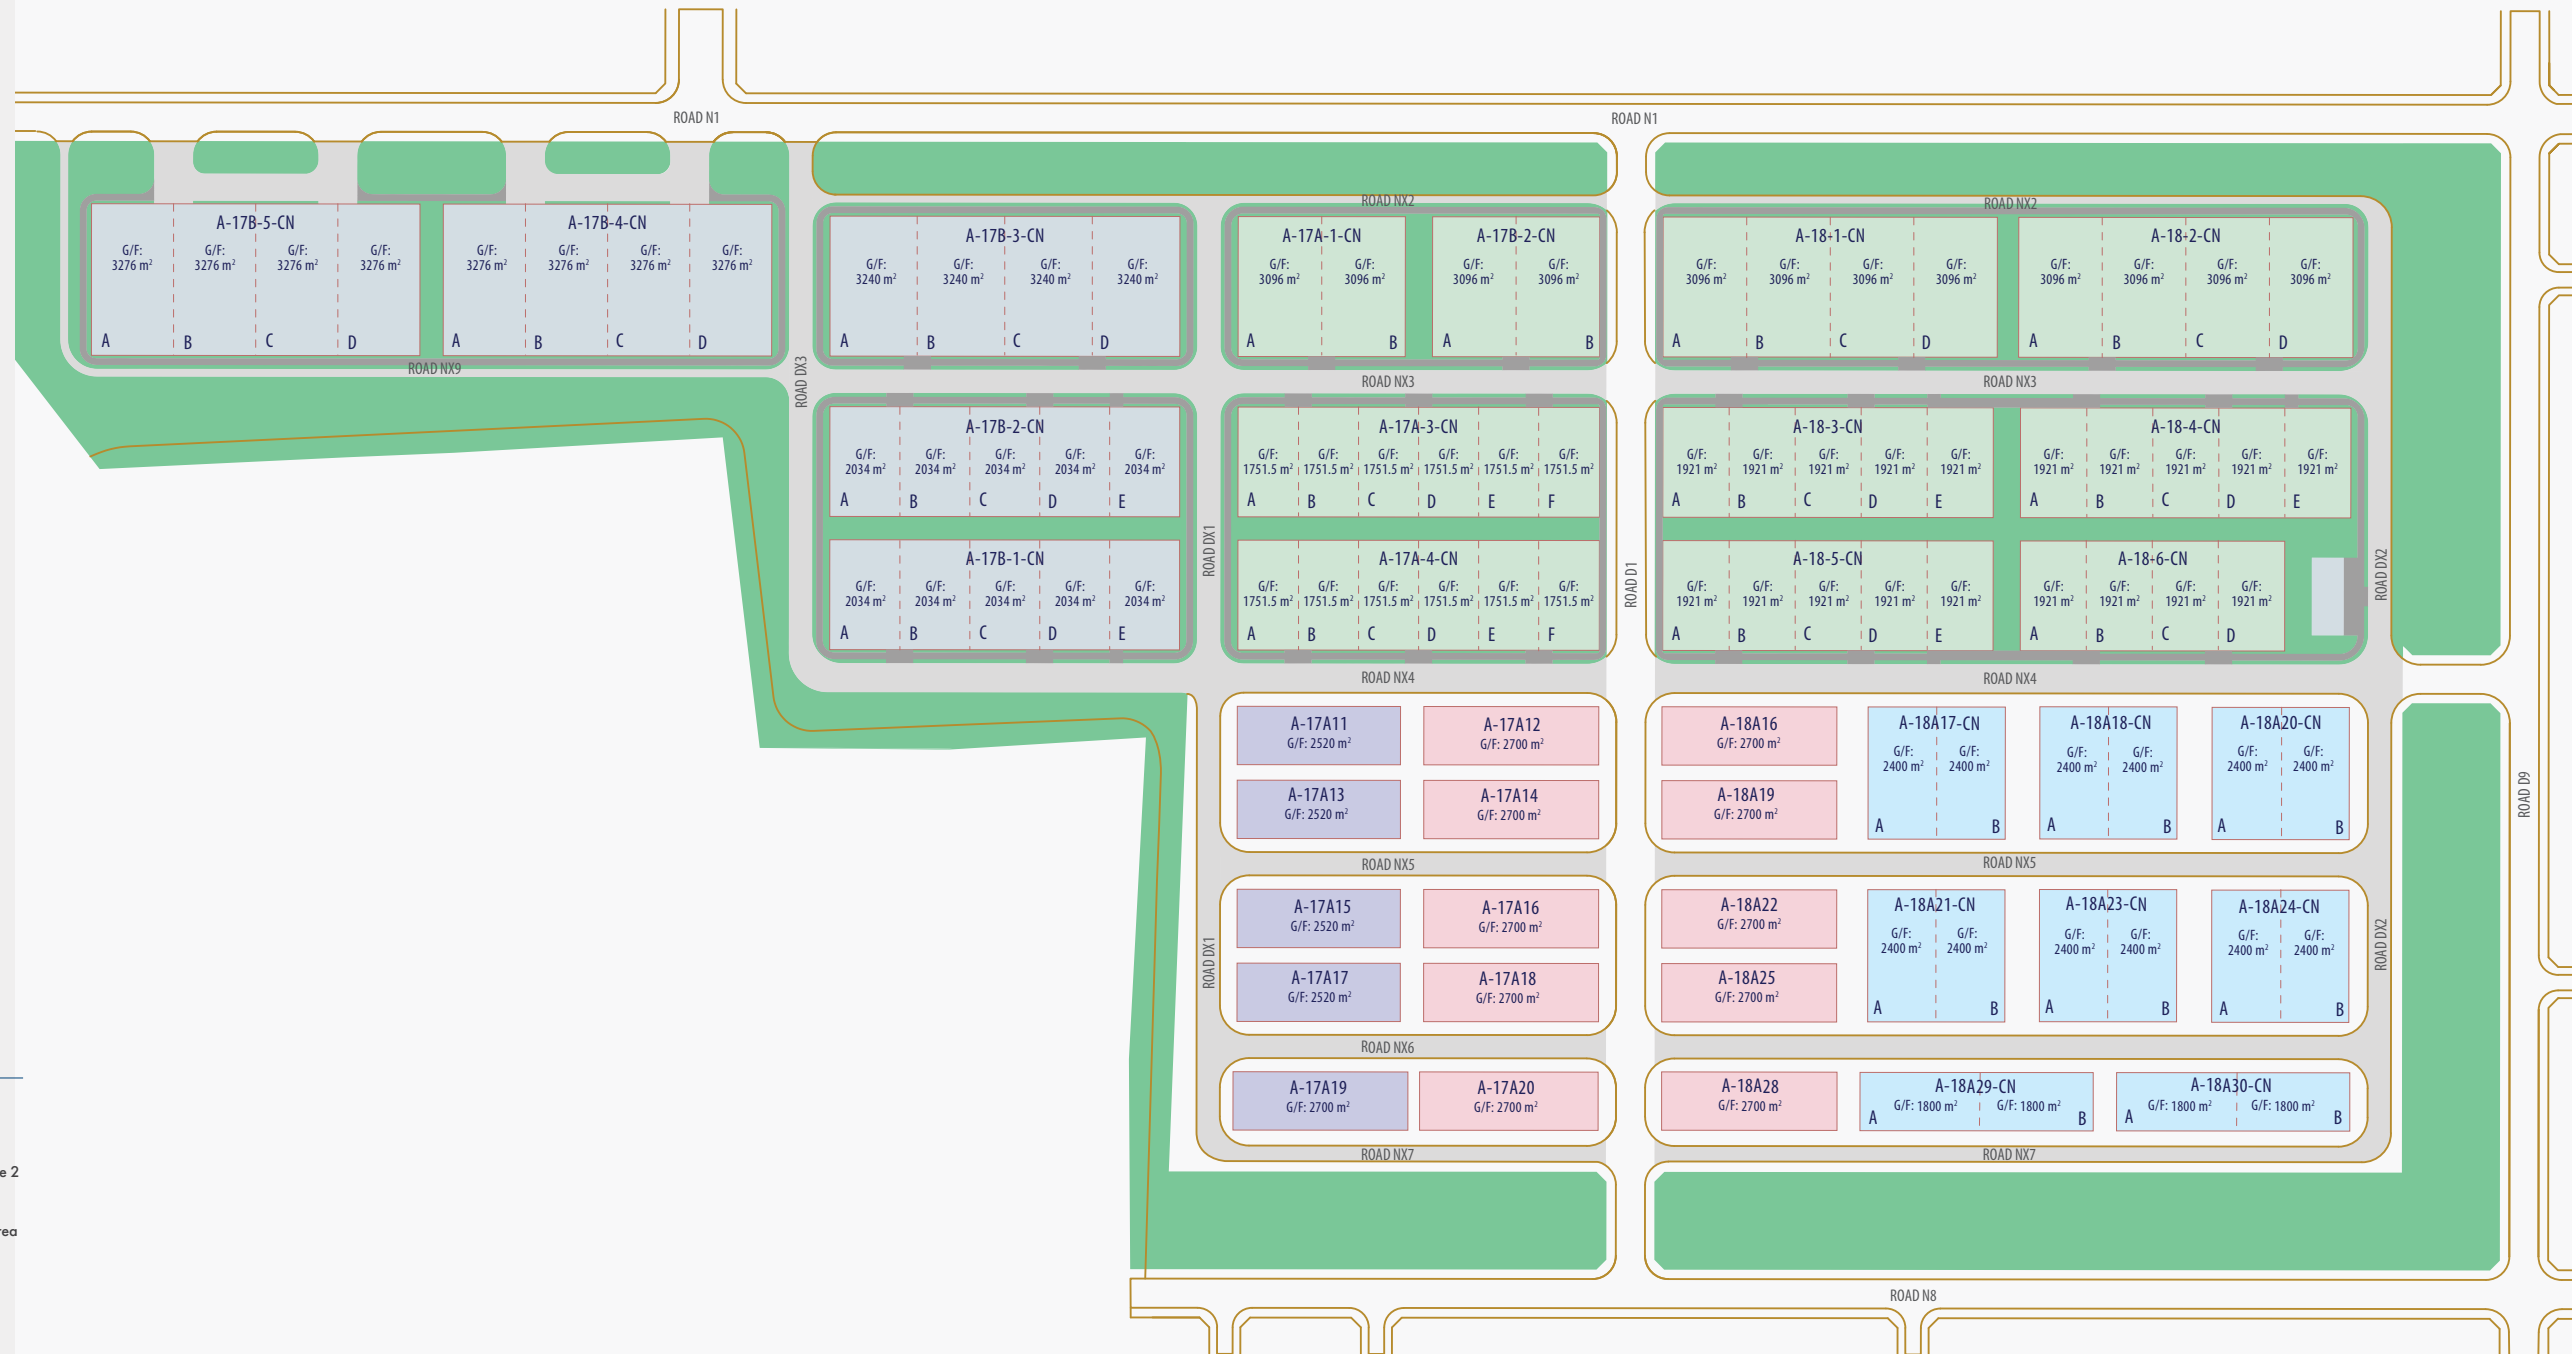 ROAD N1
ROAD N1
ROAD NX2
ROAD NX2
A-17B-5-CN
G/F: G/F: G/F: G/F:
3276 m² 3276 m² 3276 m² 3276 m²
A B C D
A-17B-4-CN
G/F: G/F: G/F: G/F:
3276 m² 3276 m² 3276 m² 3276 m²
A B C D
ROAD NX9
ROAD DX3
A-17B-3-CN
G/F: G/F: G/F: G/F:
3240 m² 3240 m² 3240 m² 3240 m²
A B C D
A-17A-1-CN
G/F: G/F:
3096 m² 3096 m²
A B
A-17B-2-CN
G/F: G/F:
3096 m² 3096 m²
A B
A-18-1-CN
G/F: G/F: G/F: G/F:
3096 m² 3096 m² 3096 m² 3096 m²
A B C D
A-18-2-CN
G/F: G/F: G/F: G/F:
3096 m² 3096 m² 3096 m² 3096 m²
A B C D
ROAD NX3
ROAD NX3
A-17B-2-CN
G/F: G/F: G/F: G/F: G/F:
2034 m² 2034 m² 2034 m² 2034 m² 2034 m²
A B C D E
A-17A-3-CN
G/F: G/F: G/F: G/F: G/F: G/F:
1751.5 m² 1751.5 m² 1751.5 m² 1751.5 m² 1751.5 m² 1751.5 m²
A B C D E F
A-18-3-CN
G/F: G/F: G/F: G/F: G/F:
1921 m² 1921 m² 1921 m² 1921 m² 1921 m²
A B C D E
A-18-4-CN
G/F: G/F: G/F: G/F: G/F:
1921 m² 1921 m² 1921 m² 1921 m² 1921 m²
A B C D E
ROAD DX1
ROAD D1
ROAD DX2
A-17B-1-CN
G/F: G/F: G/F: G/F: G/F:
2034 m² 2034 m² 2034 m² 2034 m² 2034 m²
A B C D E
A-17A-4-CN
G/F: G/F: G/F: G/F: G/F: G/F:
1751.5 m² 1751.5 m² 1751.5 m² 1751.5 m² 1751.5 m² 1751.5 m²
A B C D E F
A-18-5-CN
G/F: G/F: G/F: G/F: G/F:
1921 m² 1921 m² 1921 m² 1921 m² 1921 m²
A B C D E
A-18-6-CN
G/F: G/F: G/F: G/F:
1921 m² 1921 m² 1921 m² 1921 m²
A B C D
ROAD NX4
ROAD NX4
A-17A11
G/F: 2520 m²
A-17A12
G/F: 2700 m²
A-18A16
G/F: 2700 m²
A-18A17-CN
G/F: G/F:
2400 m² 2400 m²
A B
A-18A18-CN
G/F: G/F:
2400 m² 2400 m²
A B
A-18A20-CN
G/F: G/F:
2400 m² 2400 m²
A B
A-17A13
G/F: 2520 m²
A-17A14
G/F: 2700 m²
A-18A19
G/F: 2700 m²
ROAD D9
ROAD NX5
ROAD NX5
A-17A15
G/F: 2520 m²
A-17A16
G/F: 2700 m²
A-18A22
G/F: 2700 m²
A-18A21-CN
G/F: G/F:
2400 m² 2400 m²
A B
A-18A23-CN
G/F: G/F:
2400 m² 2400 m²
A B
A-18A24-CN
G/F: G/F:
2400 m² 2400 m²
A B
ROAD DX1
ROAD DX2
A-17A17
G/F: 2520 m²
A-17A18
G/F: 2700 m²
A-18A25
G/F: 2700 m²
ROAD NX6
A-17A19
G/F: 2700 m²
A-17A20
G/F: 2700 m²
A-18A28
G/F: 2700 m²
A-18A29-CN
G/F: 1800 m² G/F: 1800 m²
A B
A-18A30-CN
G/F: 1800 m² G/F: 1800 m²
A B
ROAD NX7
ROAD NX7
e 2
rea
ROAD N8